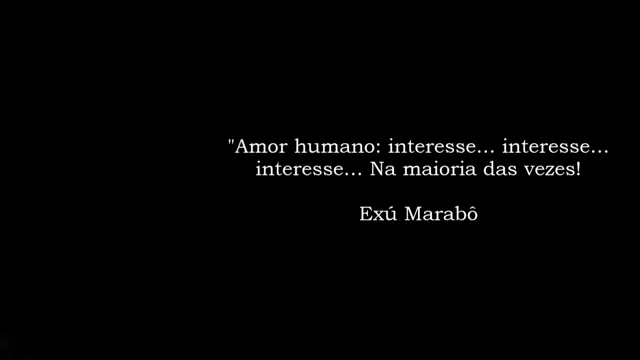 "Amor humano: interesse... interesse...
interesse... Na maioria das vezes!
Exú Marabô